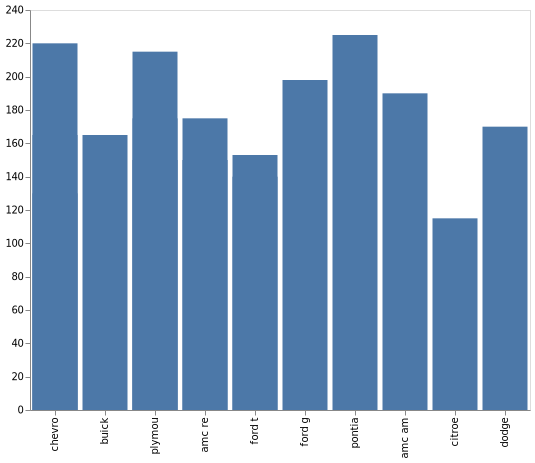 240
220
200
180
160
140
120
100
80
60
40
20
0
chevro
buick
plymou
amc re
ford t
ford g
pontia
amc am
citroe
dodge